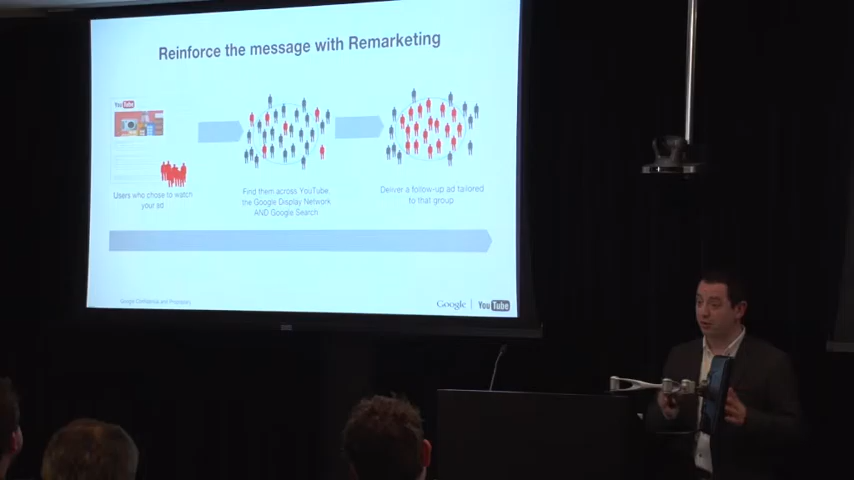 Reinforce the message with Remarketing
YouTube
Users who chose to watch
your ad
Find them across YouTube,
the Google Display Network
AND Google Search
Deliver a follow-up ad tailored
to that group
Google Confidential and Proprietary
Google | YouTube